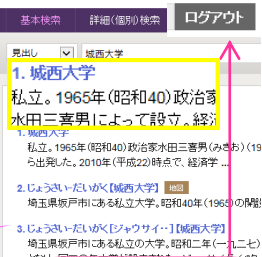 基本検索 詳細(個別)検索 ログアウト
見出し 城西大学
1. 城西大学
私立。1965年(昭和40)政治家
水田三喜男によって設立。経済
1. 城西大学
私立。1965年(昭和40)政治家水田三喜男(みきお)(19
ら出発した。2010年(平成22)時点で、経済学 ...
2. じょうさい‐だいがく【城西大学】 地図
埼玉県坂戸市にある私立大学。昭和40年(1965)の開設
3. じょうさい‐だいがく[ジャウサイ‥]【城西大学】
埼玉県坂戸市にある私立の大学。昭和二年(一九二七)